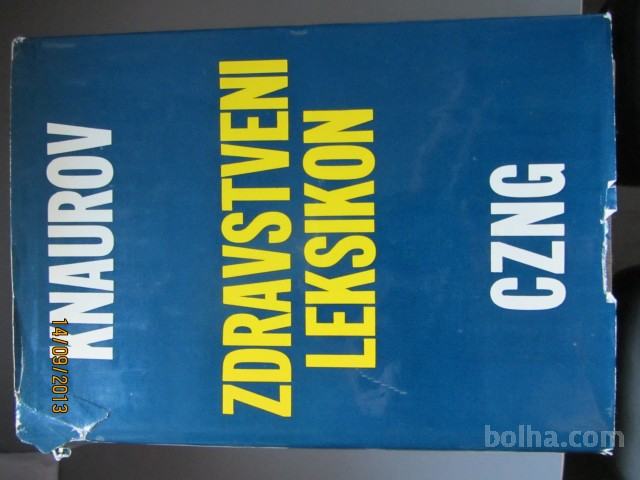 KNAUROV
ZDRAVSTVENI
LEKSIKON
CZNG
14/09/2013
bolha.com